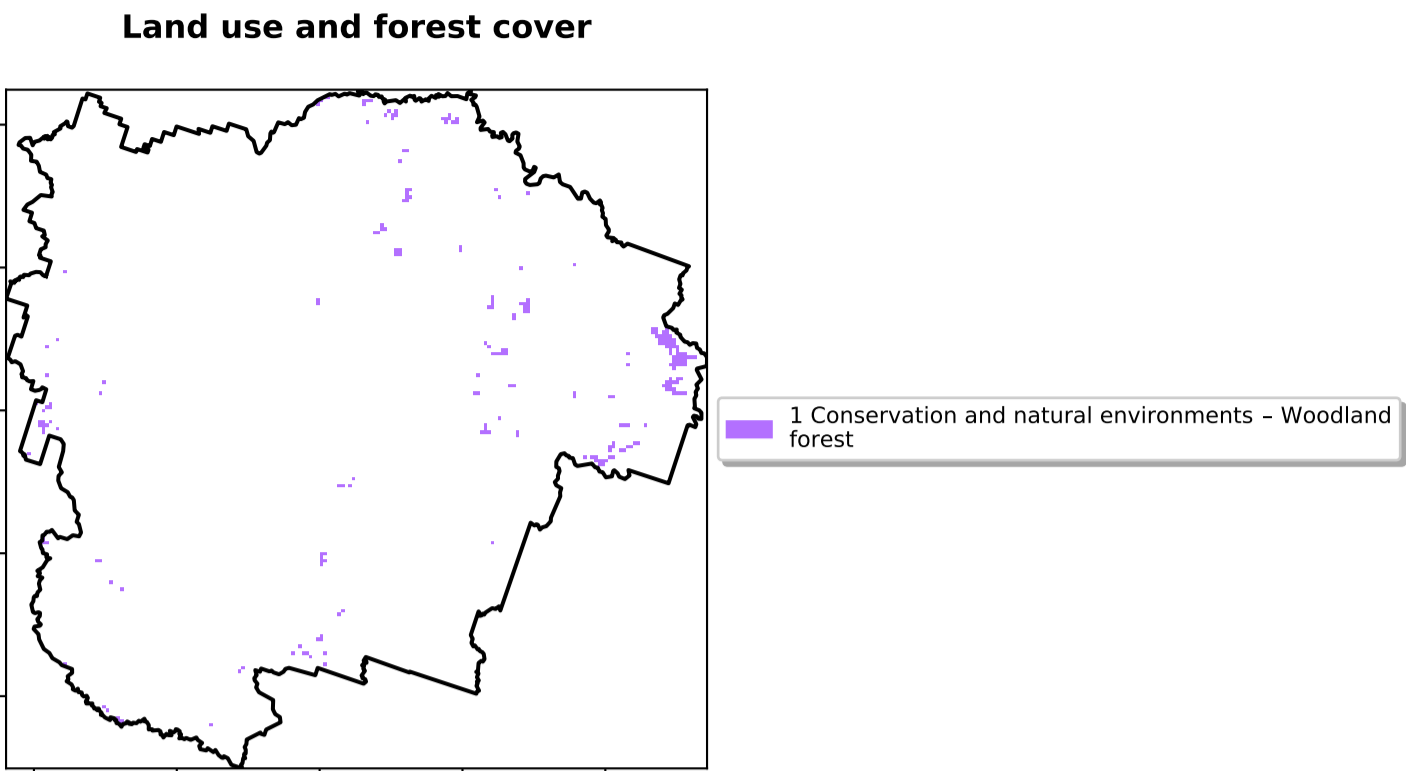 Land use and forest cover
1 Conservation and natural environments – Woodland
forest